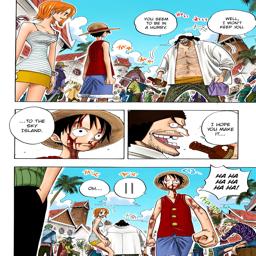 YOU SEEM
TO BE IN
A HURRY.
WELL, I
WON'T
KEEP YOU.
...TO THE
SKY
ISLAND.
I HOPE
YOU MAKE
IT...
OH...
!!
HA HA
HA HA
HA HA!